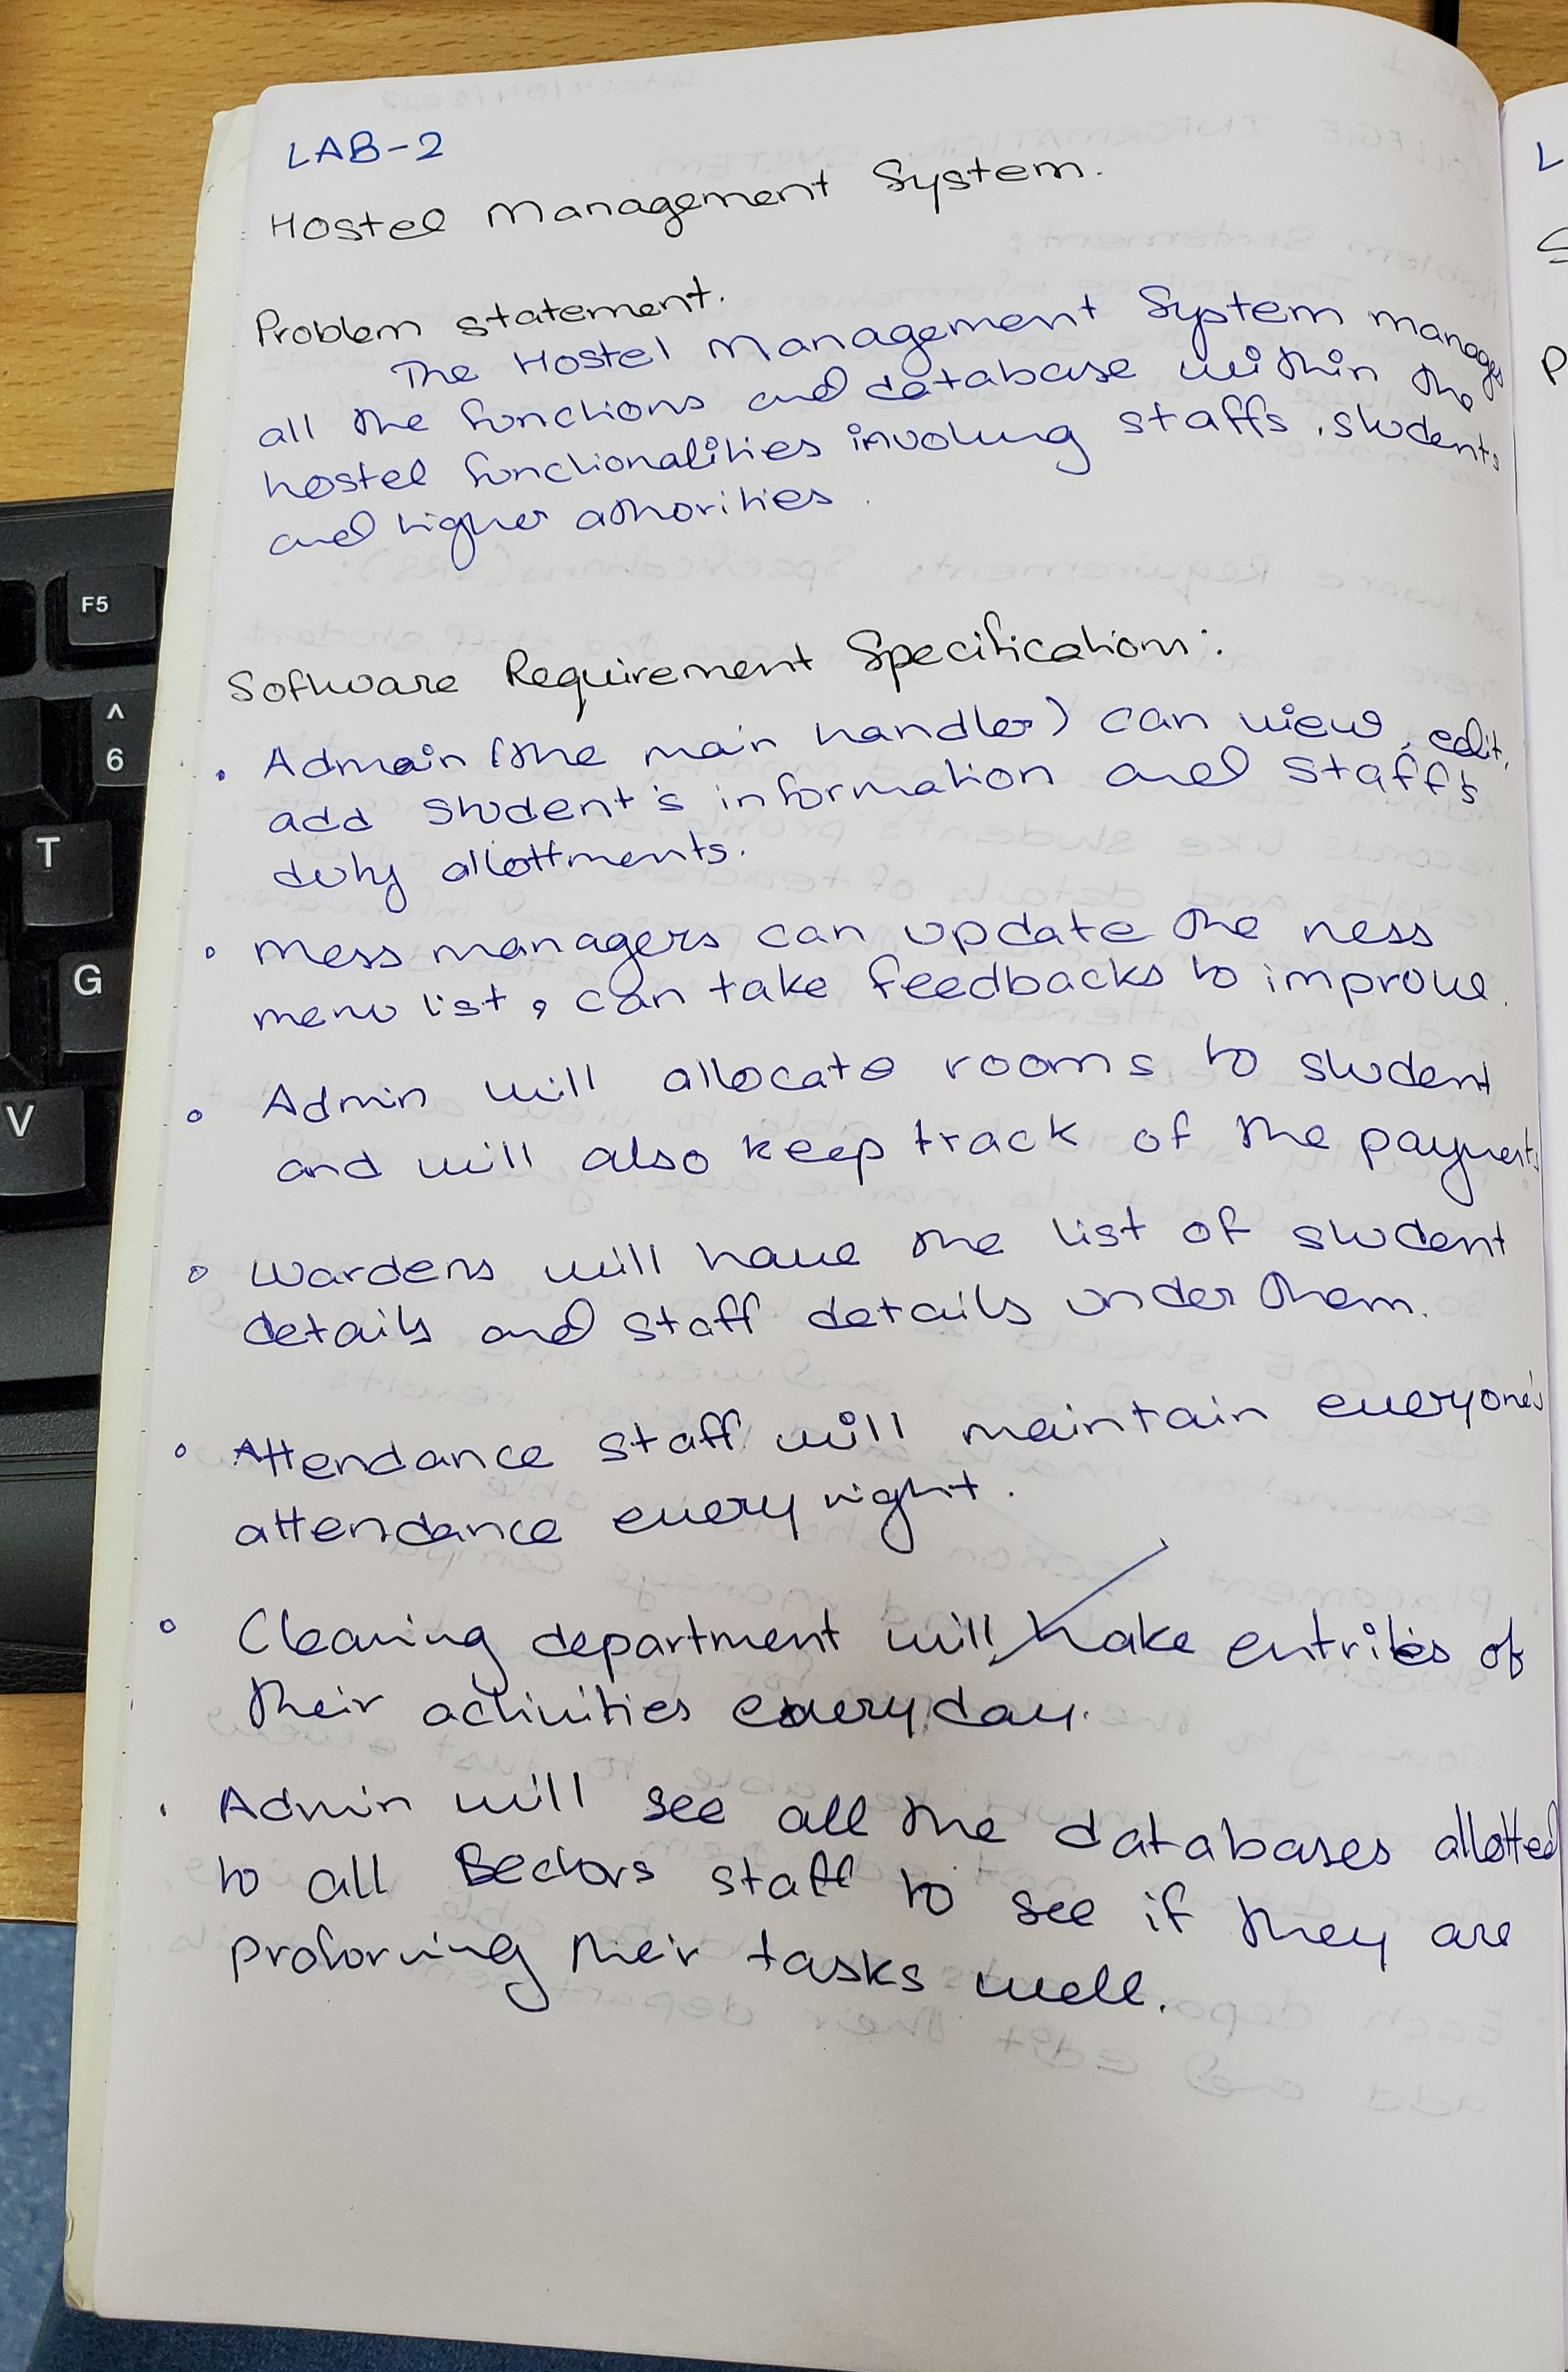 LAB-2
Hostel Management System.
Problem statement.
The Hostel Management System manages
all the functions and database within the
hostel functionalities involving staffs, students
and higher athorities.
Software Requirement Specifications:
• Admain (the main handler) can view, edit,
add student's information and staff's
duty allottments.
• Mess managers can update the ness
menu list, can take feedbacks to improve.
• Admin will allocate rooms to student
and will also keep track of the payments.
• Wardens will have the list of student
details and staff details under them.
• Attendance staff will maintain everyone's
attendance every night.
• Cleaning department will make entries of
their activities everyday.
• Admin will see all the databases allotted
to all Sectors staff to see if they are
proforming their tasks well.
F5
^
6
T
G
V
L
S
P